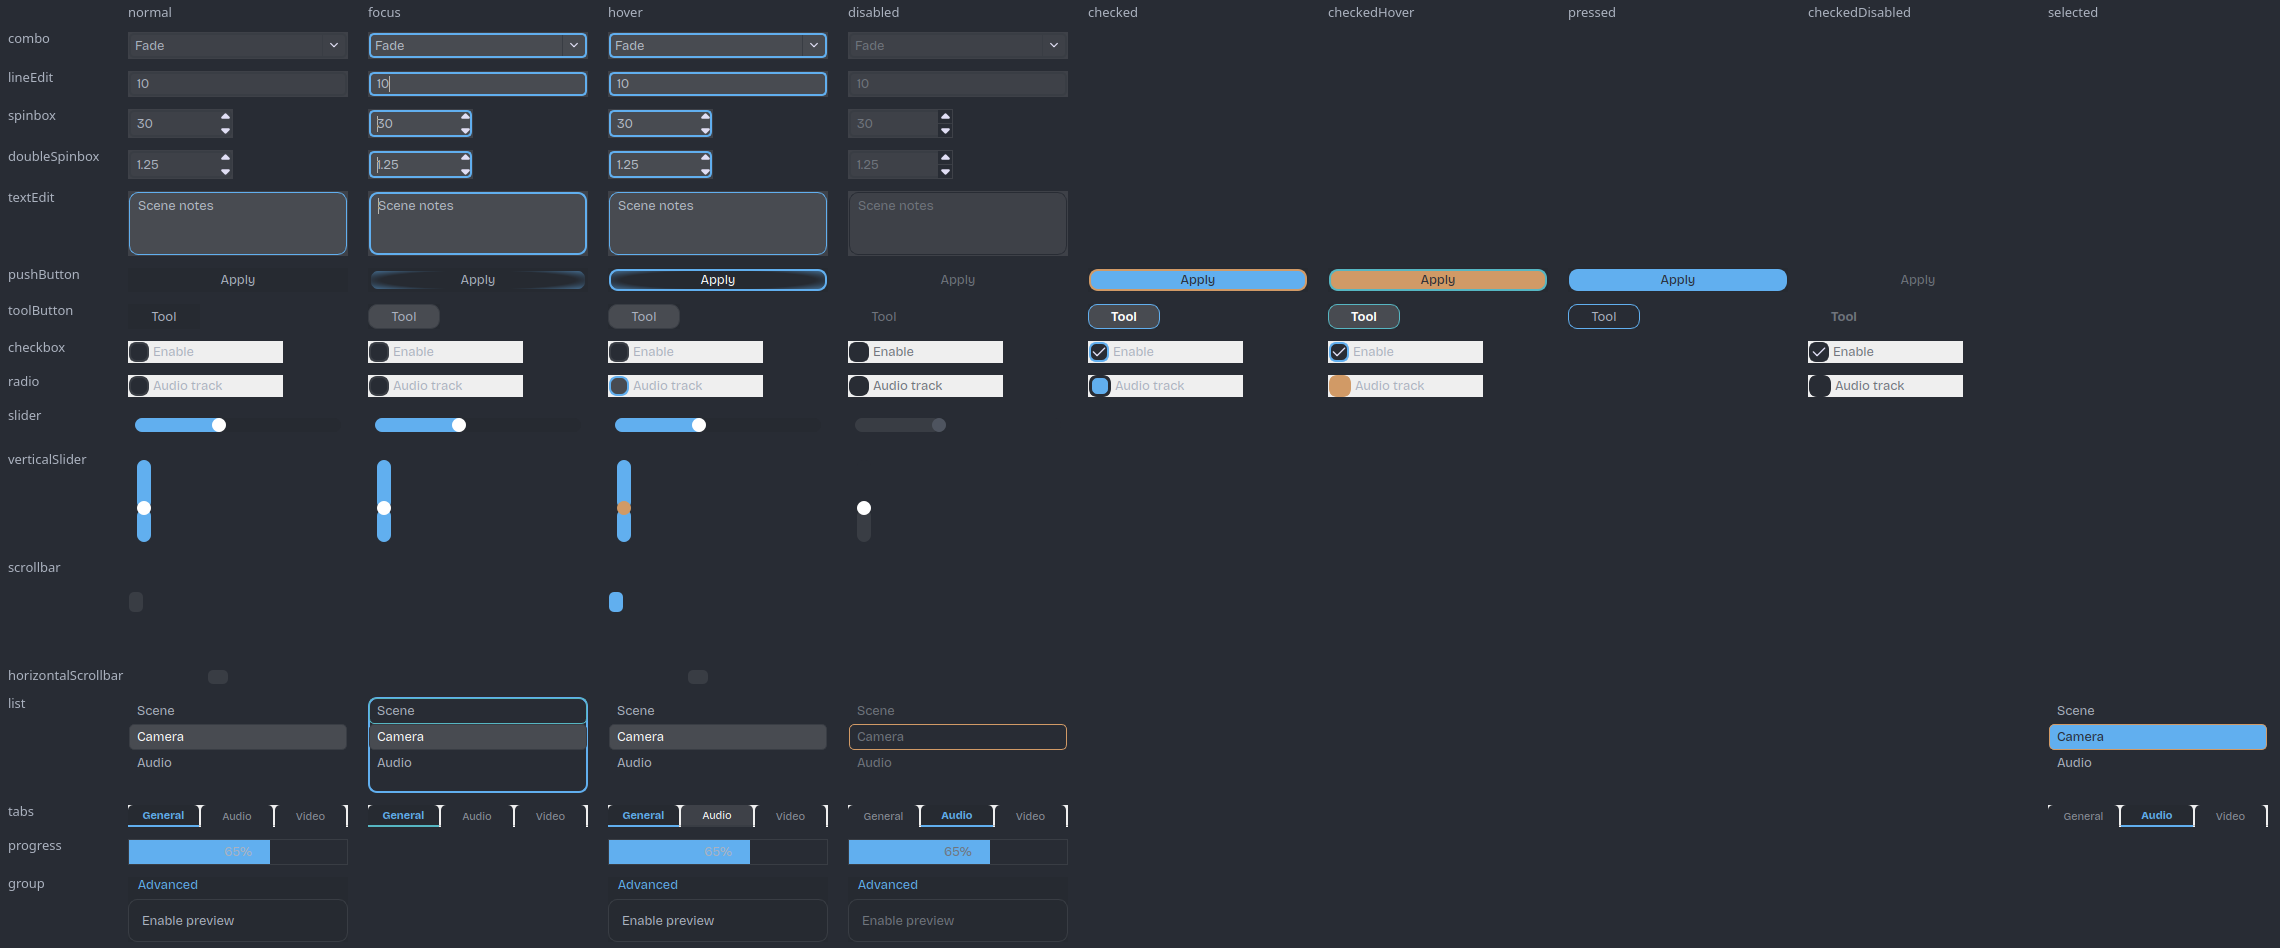 normal focus hover disabled checked checkedHover pressed checkedDisabled selected
combo Fade Fade Fade Fade
lineEdit 10 10 10 10
spinbox 30 30 30 30
doubleSpinbox 1.25 1.25 1.25 1.25
textEdit Scene notes Scene notes Scene notes Scene notes
pushButton Apply Apply Apply Apply Apply Apply Apply Apply
toolButton Tool Tool Tool Tool Tool Tool Tool Tool
checkbox Enable Enable Enable Enable Enable Enable Enable
radio Audio track Audio track Audio track Audio track Audio track Audio track Audio track
slider
verticalSlider
scrollbar
horizontalScrollbar
list Scene Scene Scene Scene Scene
Camera Camera Camera Camera Camera
Audio Audio Audio Audio Audio
tabs General Audio Video General Audio Video General Audio Video General Audio Video General Audio Video
progress 65% 65% 65%
group Advanced Advanced Advanced
Enable preview Enable preview Enable preview